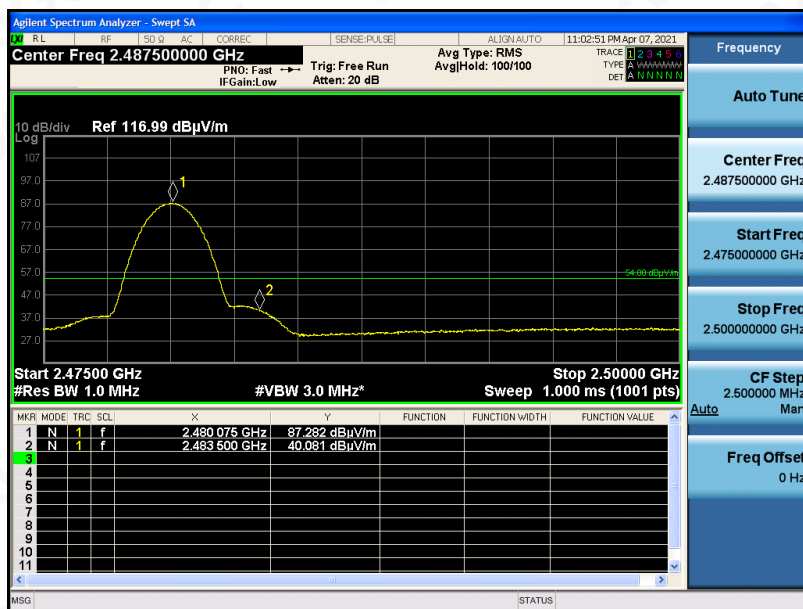 Agilent Spectrum Analyzer - Swept SA
LXI RL RF 50 Ω AC CORREC SENSE:PULSE ALIGN AUTO 11:02:51 PM Apr 07, 2021
Center Freq 2.487500000 GHz Avg Type: RMS TRACE 1 2 3 4 5 6
PNO: Fast Trig: Free Run Avg|Hold: 100/100 TYPE A WWWWW
IFGain:Low Atten: 20 dB DET A N N N N N
10 dB/div Ref 116.99 dBµV/m
Log
107
97.0
1
87.0
77.0
67.0
57.0
54.00 dBµV/m
47.0
2
37.0
27.0
Start 2.47500 GHz Stop 2.50000 GHz
#Res BW 1.0 MHz #VBW 3.0 MHz* Sweep 1.000 ms (1001 pts)
MKR MODE TRC SCL X Y FUNCTION FUNCTION WIDTH FUNCTION VALUE
1 N 1 f 2.480 075 GHz 87.282 dBµV/m
2 N 1 f 2.483 500 GHz 40.081 dBµV/m
3
4
5
6
7
8
9
10
11
MSG STATUS
Frequency
Auto Tune
Center Freq
2.487500000 GHz
Start Freq
2.475000000 GHz
Stop Freq
2.500000000 GHz
CF Step
2.500000 MHz
Auto Man
Freq Offset
0 Hz